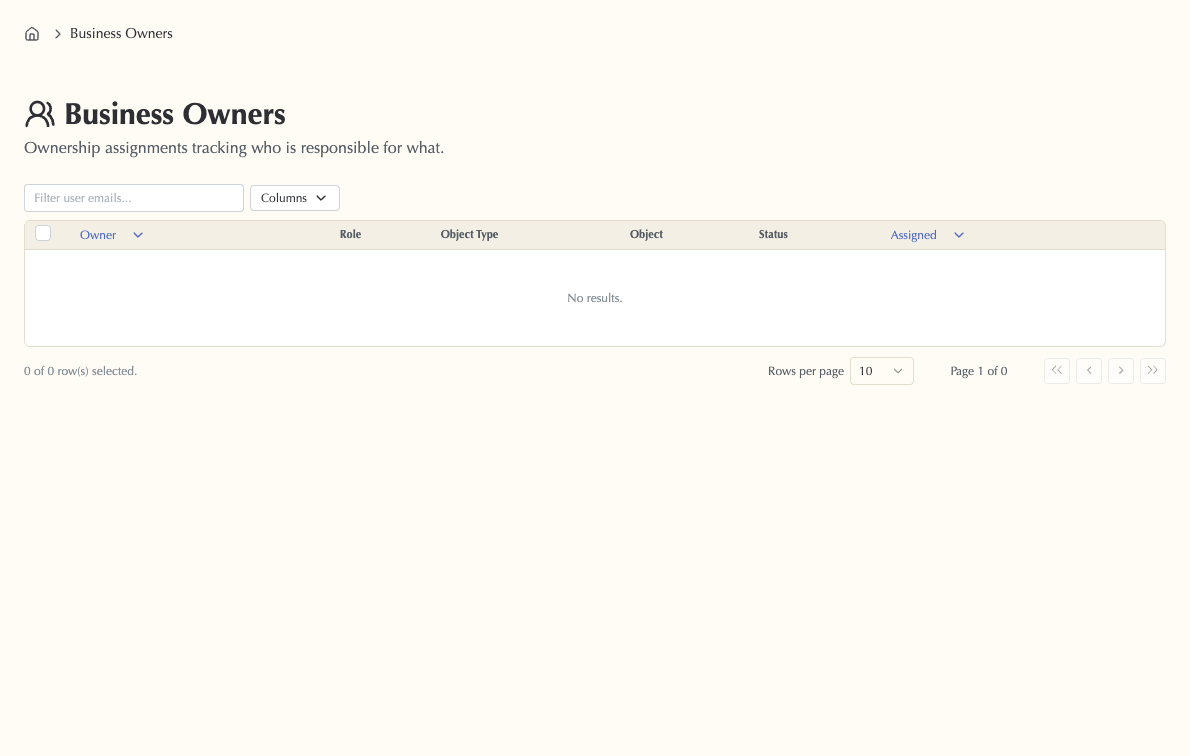 Business Owners
Business Owners
Ownership assignments tracking who is responsible for what.
Filter user emails...
Columns
Owner Role Object Type Object Status Assigned
No results.
0 of 0 row(s) selected.
Rows per page 10 Page 1 of 0